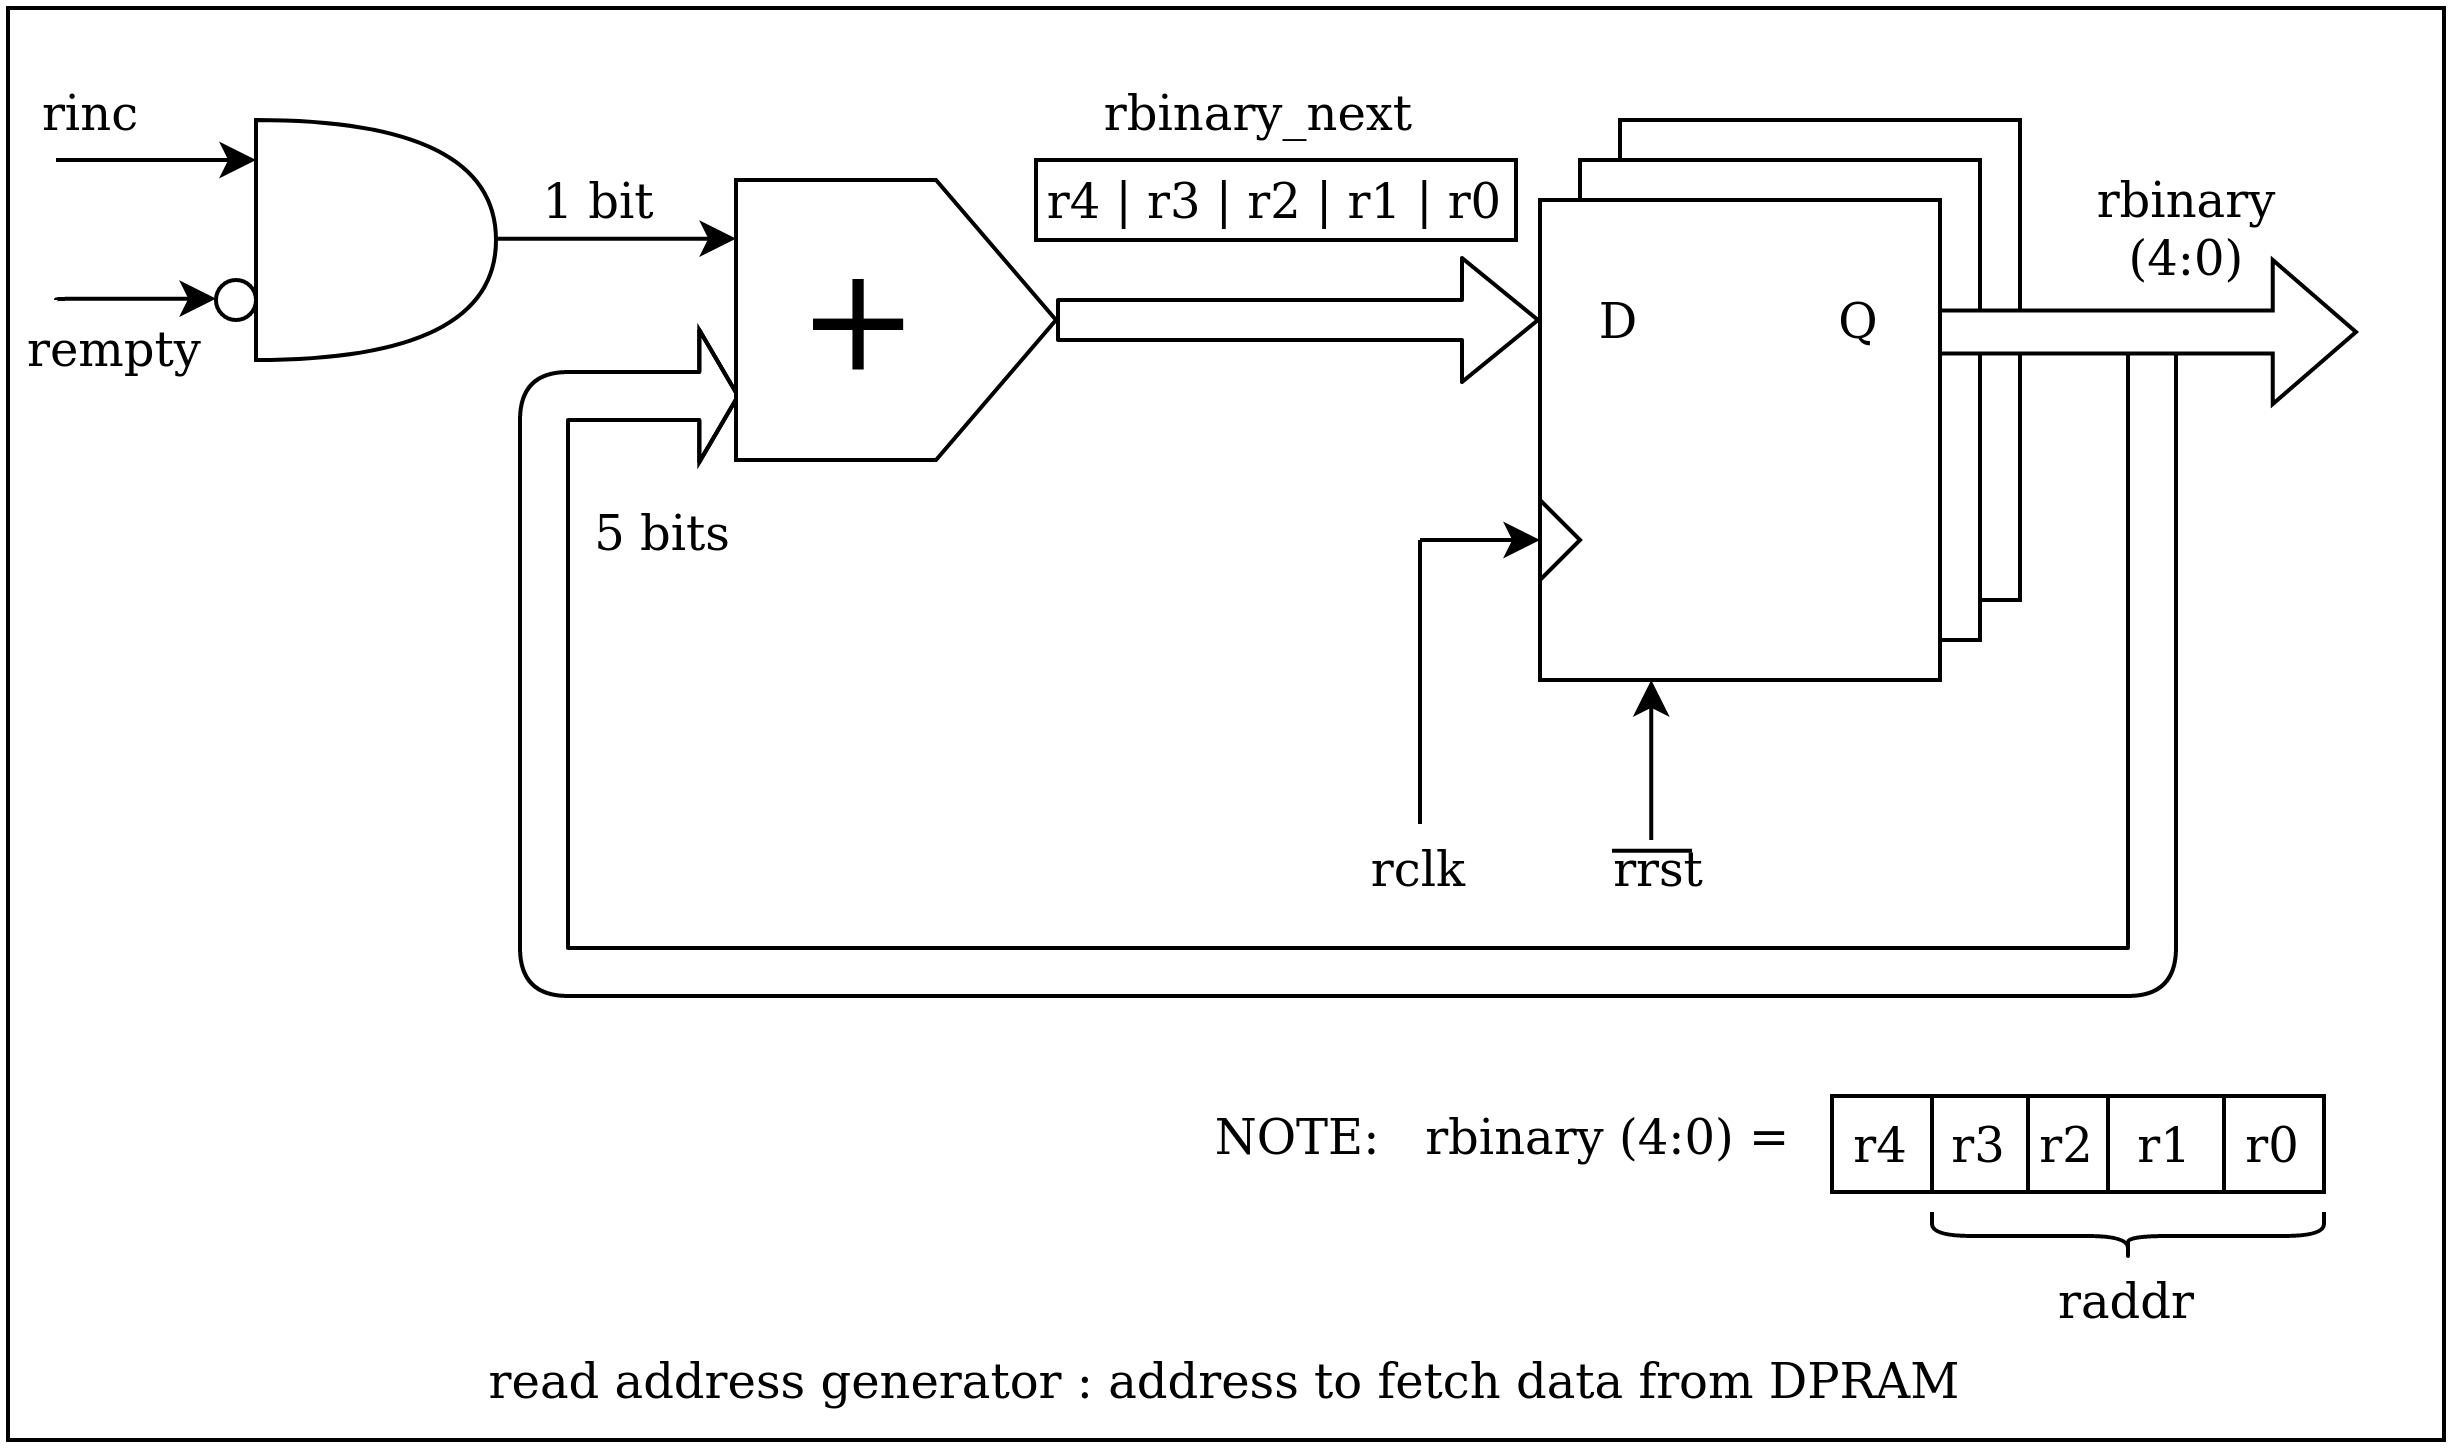 rinc
rempty
1 bit
+
5 bits
rbinary_next
r4 | r3 | r2 | r1 | r0
D
Q
rbinary
(4:0)
rclk
rrst
NOTE: rbinary (4:0) =
r4 r3 r2 r1 r0
raddr
read address generator : address to fetch data from DPRAM